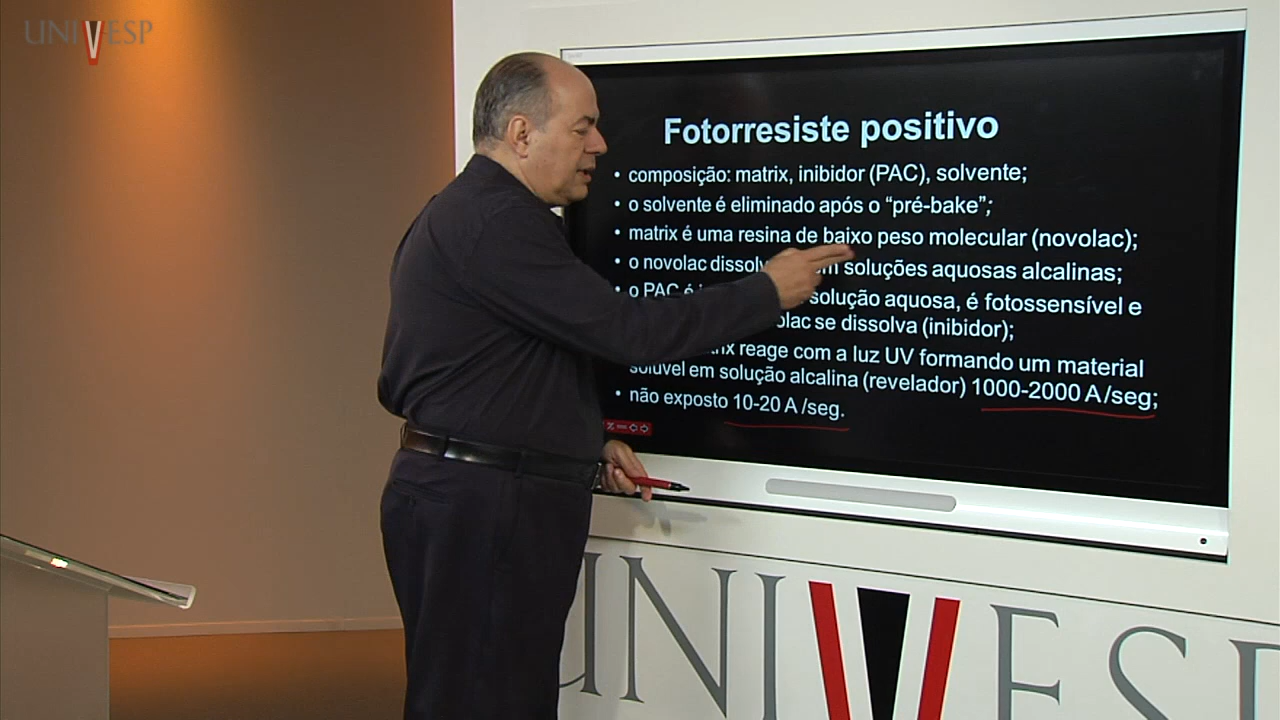 UNIVESP
Fotorresiste positivo
• composição: matrix, inibidor (PAC), solvente;
• o solvente é eliminado após o “pré-bake”;
• matrix é uma resina de baixo peso molecular (novolac);
• o novolac soluções aquosas alcalinas;
• o PAC é solução aquosa, é fotossensível e
se dissolva (inibidor);
reage com a luz UV formando um material
solúvel em solução alcalina (revelador) 1000-2000 A /seg;
• não exposto 10-20 A /seg.
UNIVESP